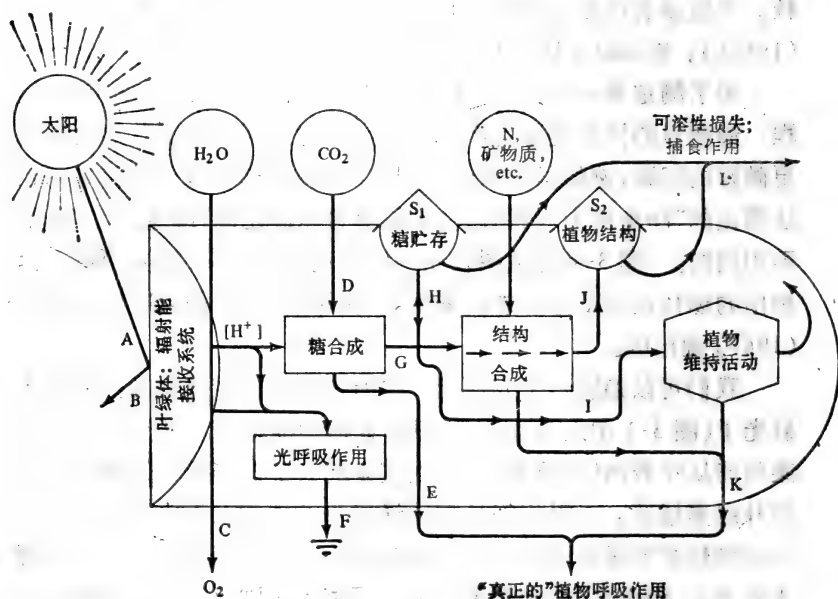 太阳
H₂O
CO₂
N,
矿物质,
etc.
可溶性损失;
捕食作用
L
S₁
糖贮存
S₂
植物结构
A
B
叶绿体; 辐射能
接收系统
[H⁺]
D
糖合成
G
H
结构
合成
J
I
植物
维持活动
光呼吸作用
C
F
E
K
O₂
“真正的”植物呼吸作用